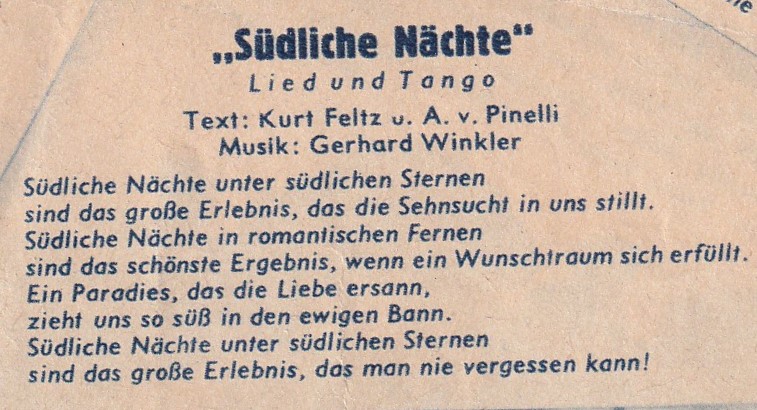 „Südliche Nächte"
Lied und Tango
Text: Kurt Feltz u. A. v. Pinelli
Musik: Gerhard Winkler
Südliche Nächte unter südlichen Sternen
sind das große Erlebnis, das die Sehnsucht in uns stillt.
Südliche Nächte in romantischen Fernen
sind das schönste Ergebnis, wenn ein Wunschtraum sich erfüllt.
Ein Paradies, das die Liebe ersann,
zieht uns so süß in den ewigen Bann.
Südliche Nächte unter südlichen Sternen
sind das große Erlebnis, das man nie vergessen kann!